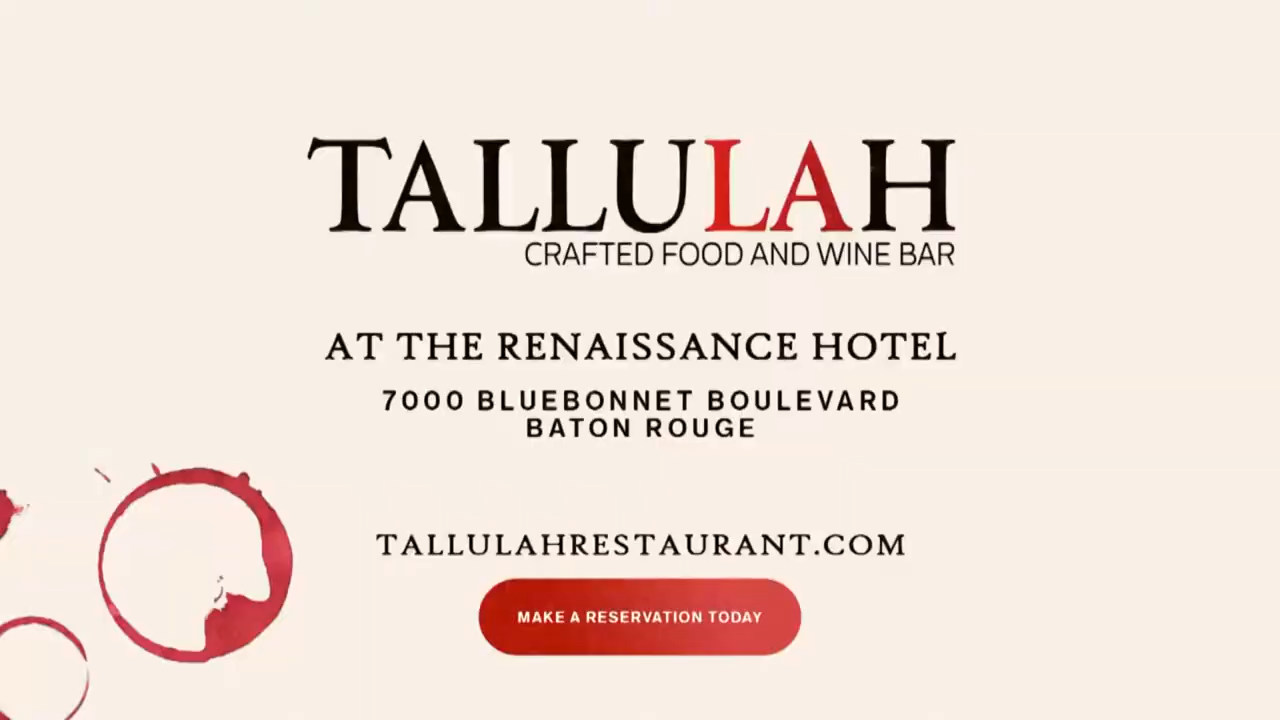 TALLULAH
CRAFTED FOOD AND WINE BAR
AT THE RENAISSANCE HOTEL
7000 BLUEBONNET BOULEVARD
BATON ROUGE
TALLULAHRESTAURANT.COM
MAKE A RESERVATION TODAY